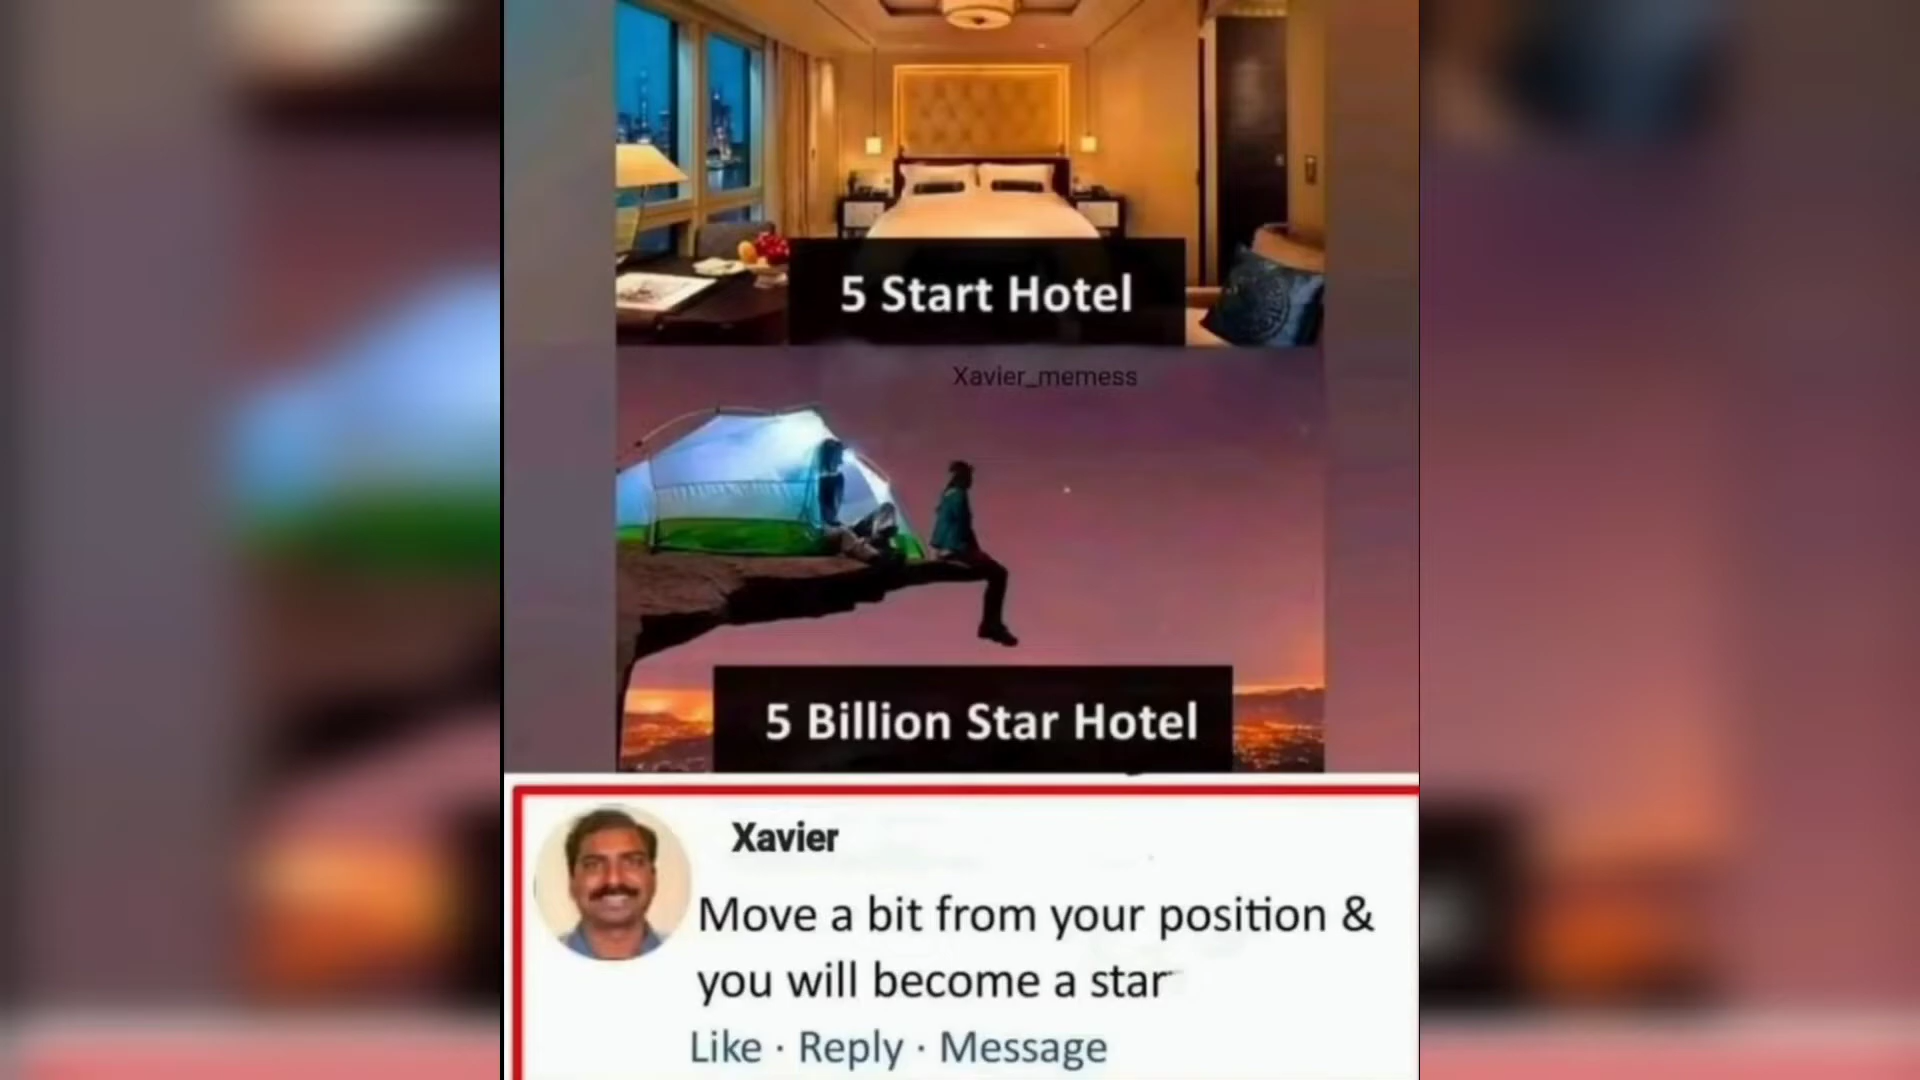 5 Start Hotel
Xavier_memess
5 Billion Star Hotel
Xavier
Move a bit from your position &
you will become a star
Like · Reply · Message